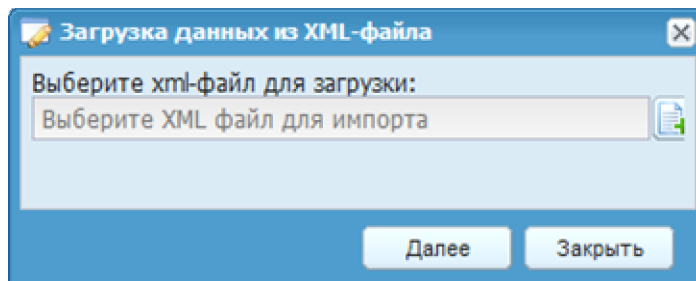 Загрузка данных из XML-файла
Выберите xml-файл для загрузки:
Выберите XML файл для импорта
Далее Закрыть